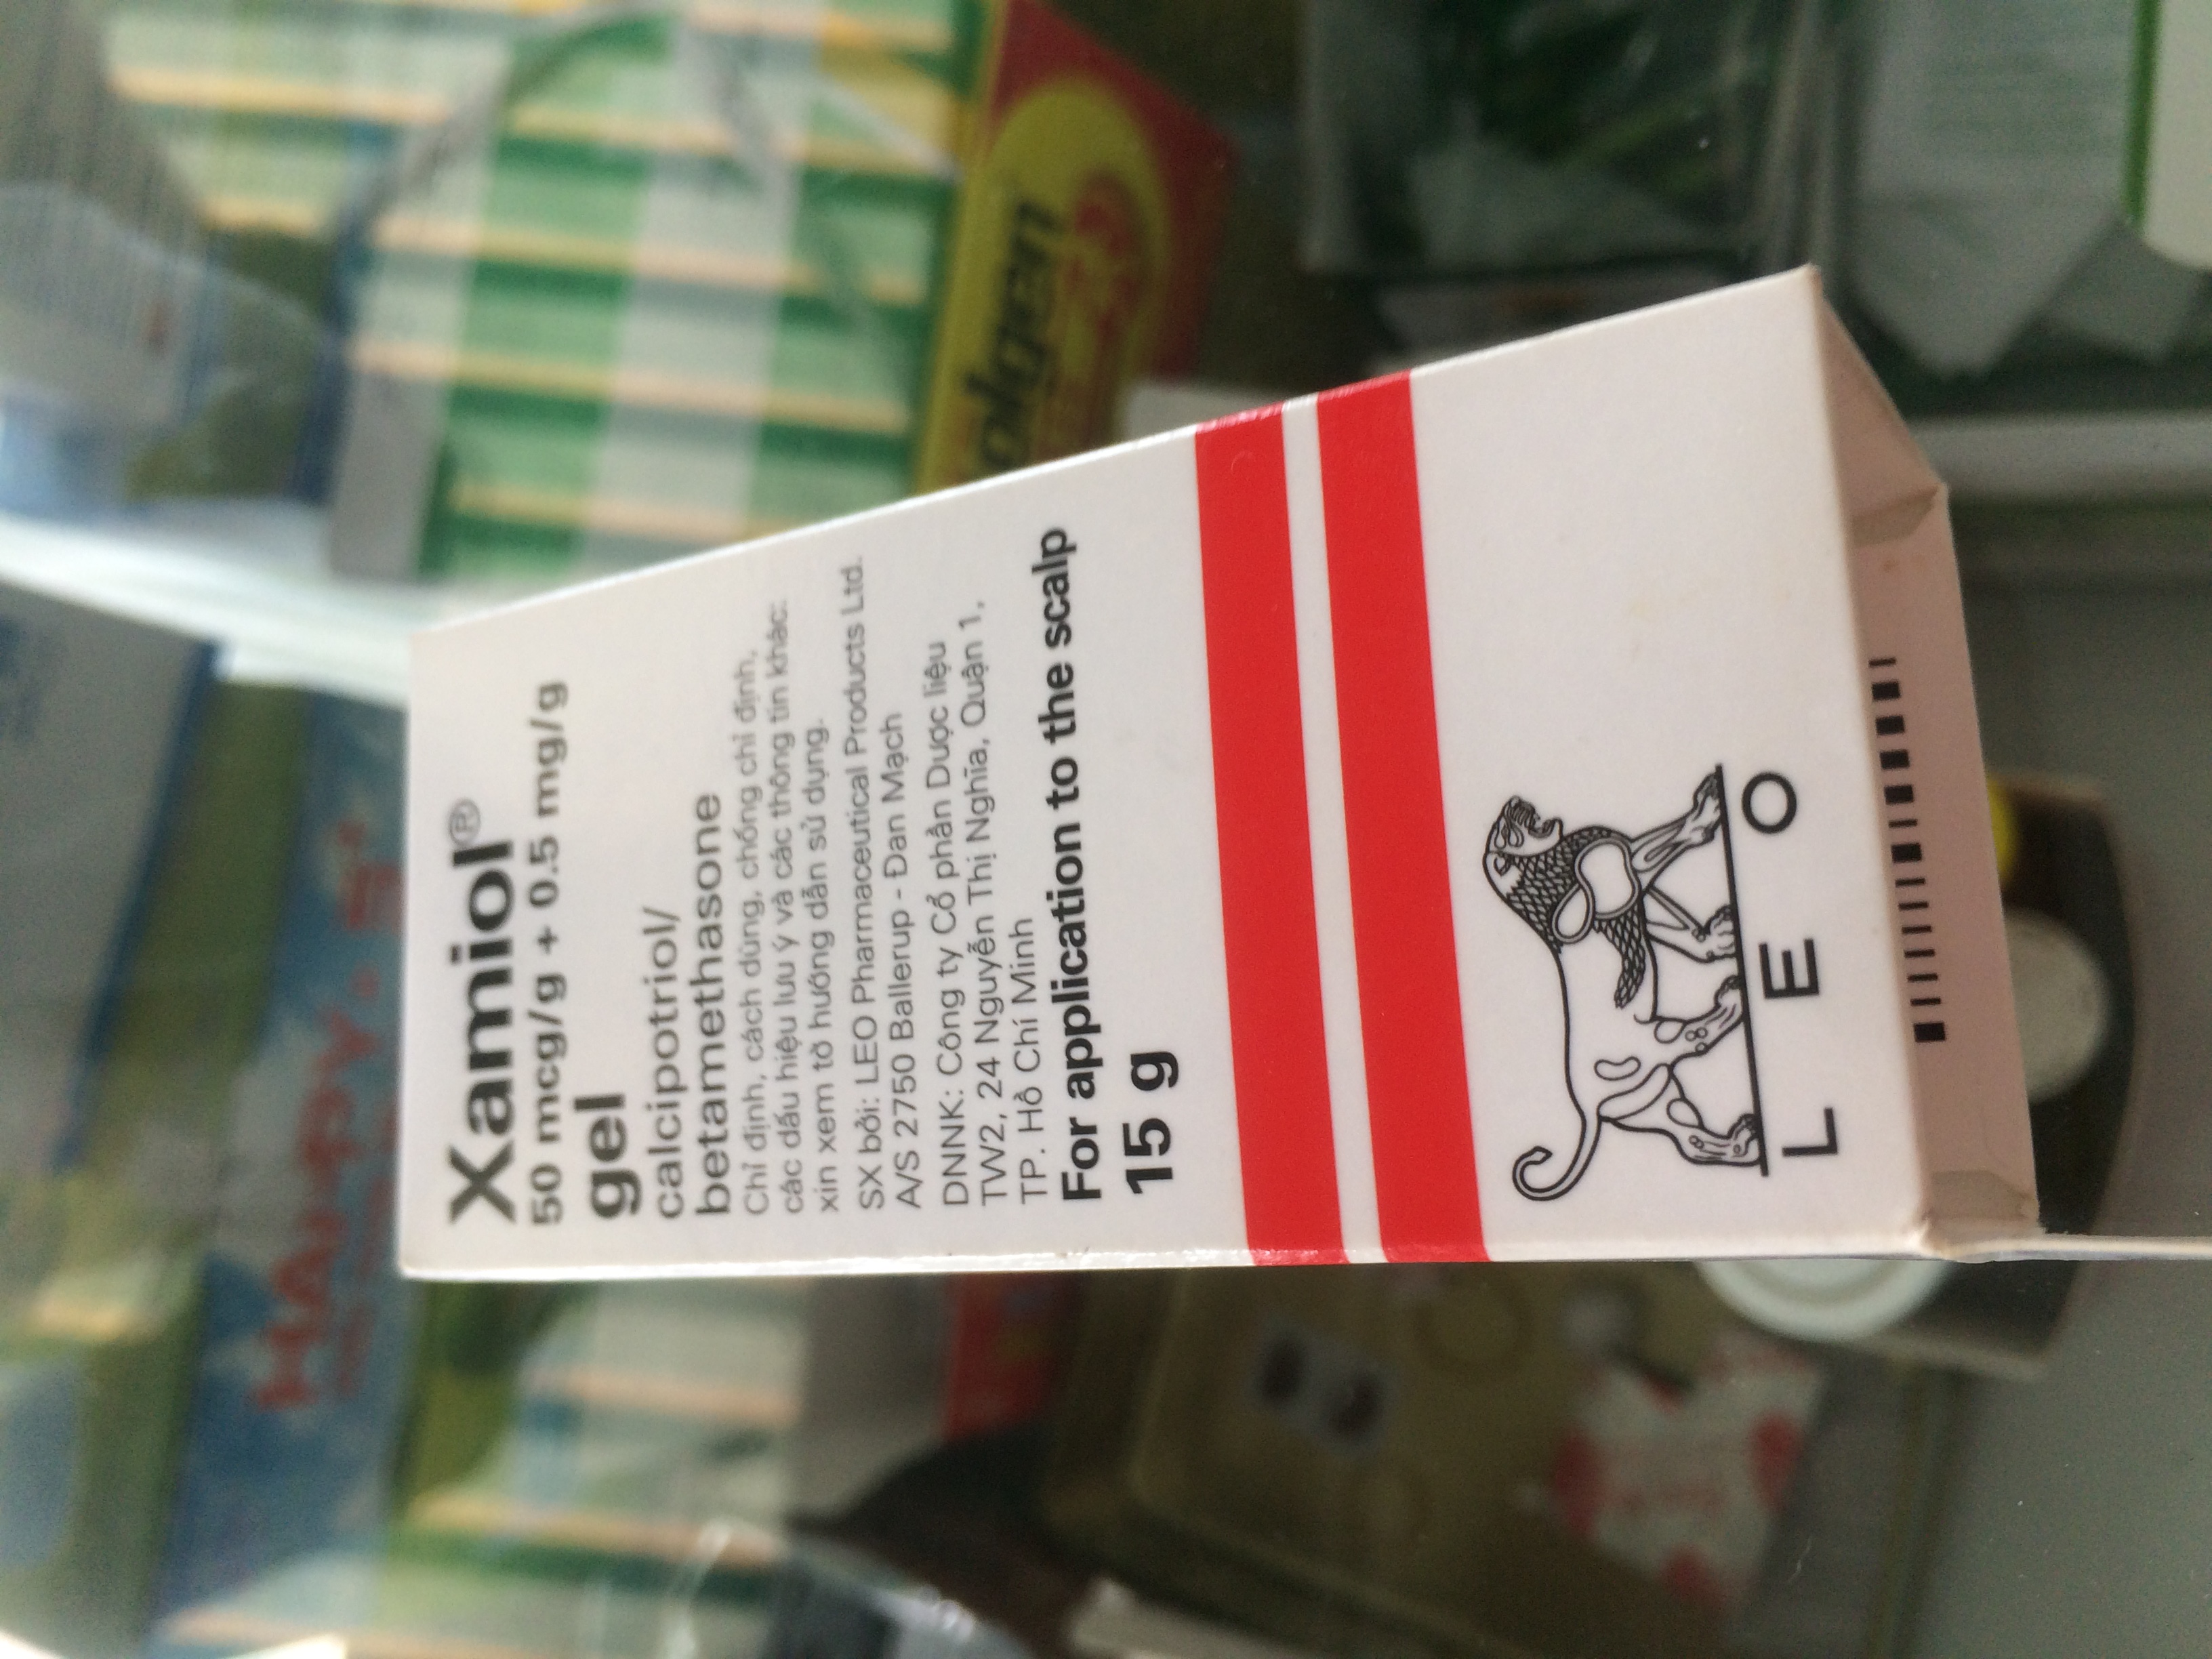 Xamiol®
50 mcg/g + 0.5 mg/g
gel
calcipotriol/
betamethasone
Chỉ định, cách dùng, chống chỉ định,
các dấu hiệu lưu ý và các thông tin khác:
xin xem tờ hướng dẫn sử dụng.
SX bởi: LEO Pharmaceutical Products Ltd.
A/S 2750 Ballerup - Đan Mạch
DNNK: Công ty Cổ phần Dược liệu
TW2, 24 Nguyễn Thị Nghĩa, Quận 1,
TP. Hồ Chí Minh
For application to the scalp
15 g
L E O